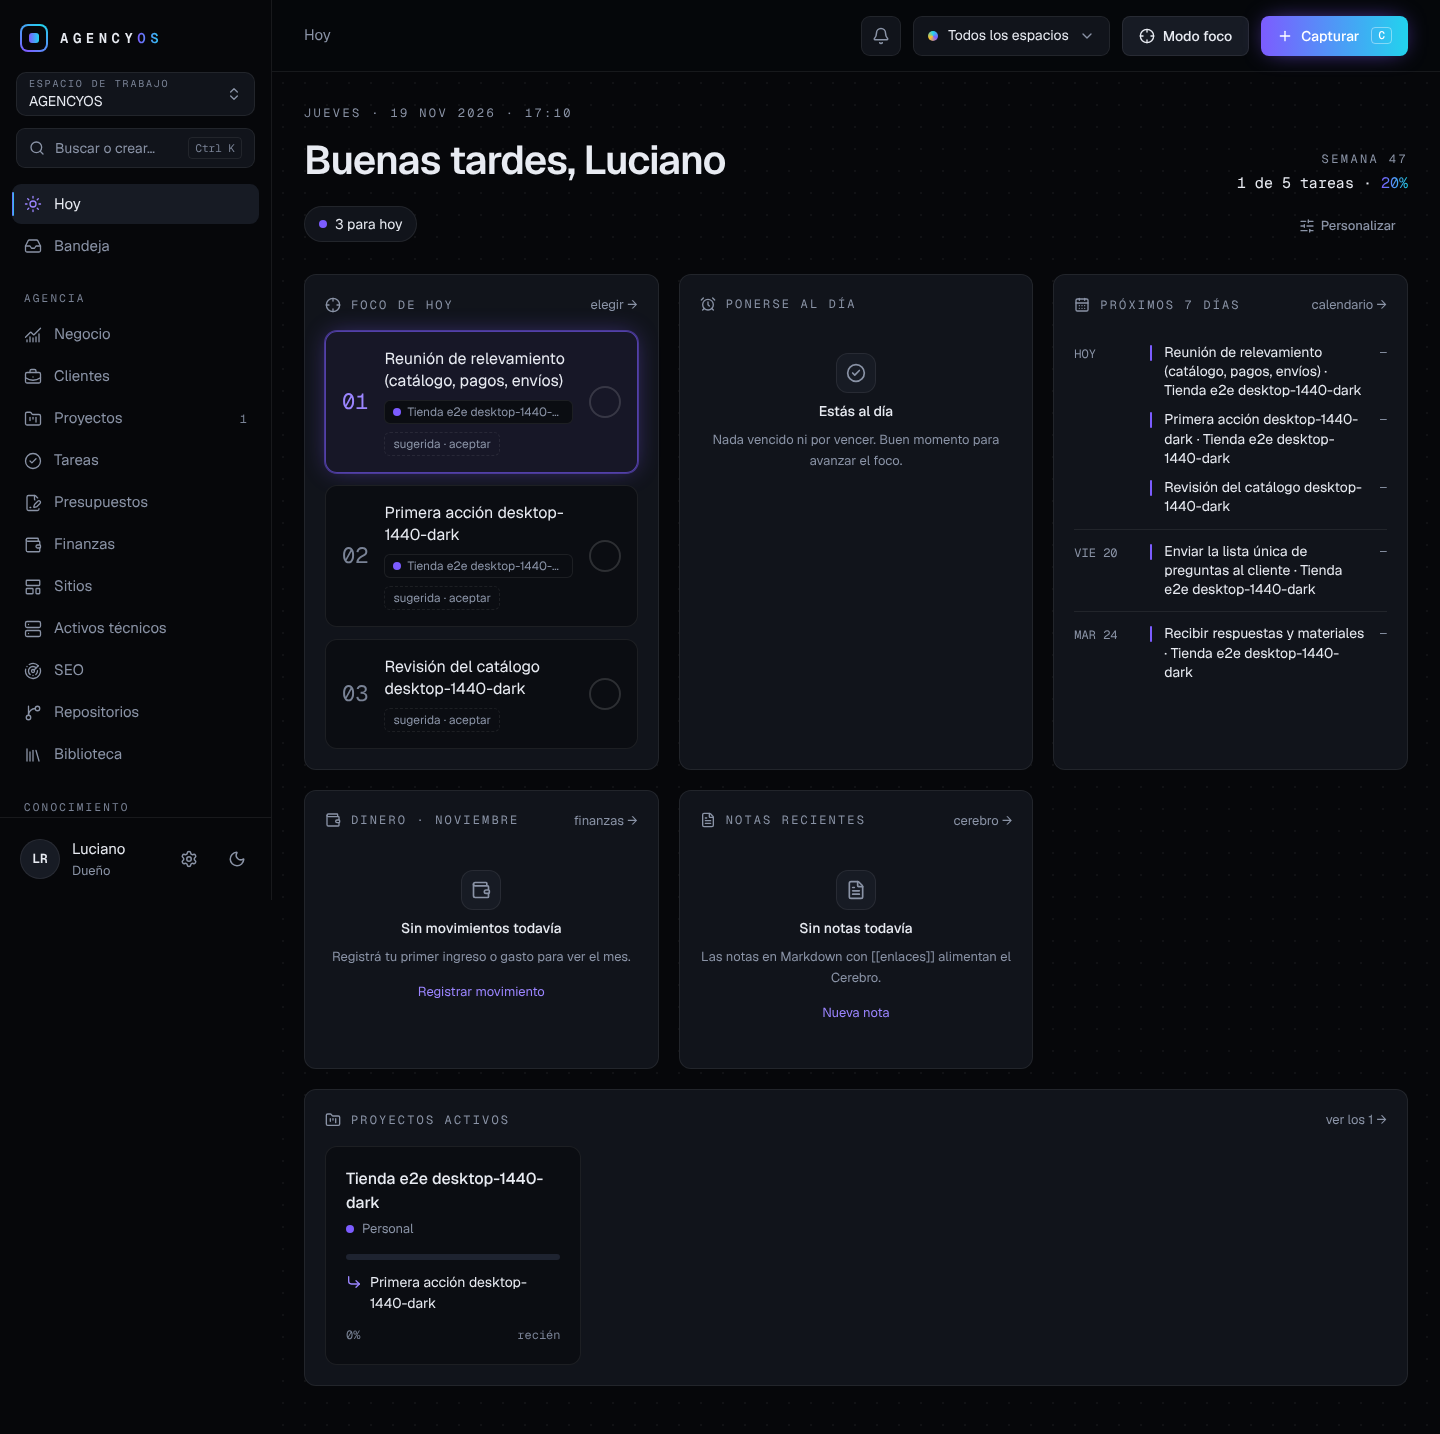 AGENCYOS
ESPACIO DE TRABAJO
AGENCYOS
Buscar o crear...
Ctrl K
Hoy
Bandeja
AGENCIA
Negocio
Clientes
Proyectos 1
Tareas
Presupuestos
Finanzas
Sitios
Activos técnicos
SEO
Repositorios
Biblioteca
CONOCIMIENTO
LR
Luciano
Dueño
Hoy
Todos los espacios
Modo foco
Capturar C
JUEVES · 19 NOV 2026 · 17:10
Buenas tardes, Luciano
SEMANA 47
1 de 5 tareas · 20%
3 para hoy
Personalizar
FOCO DE HOY
elegir →
01
Reunión de relevamiento
(catálogo, pagos, envíos)
Tienda e2e desktop-1440-...
sugerida · aceptar
02
Primera acción desktop-
1440-dark
Tienda e2e desktop-1440-...
sugerida · aceptar
03
Revisión del catálogo
desktop-1440-dark
sugerida · aceptar
PONERSE AL DÍA
Estás al día
Nada vencido ni por vencer. Buen momento para
avanzar el foco.
PRÓXIMOS 7 DÍAS
calendario →
HOY
Reunión de relevamiento
(catálogo, pagos, envíos) ·
Tienda e2e desktop-1440-dark
–
Primera acción desktop-1440-
dark · Tienda e2e desktop-
1440-dark
–
Revisión del catálogo desktop-
1440-dark
–
VIE 20
Enviar la lista única de
preguntas al cliente · Tienda
e2e desktop-1440-dark
–
MAR 24
Recibir respuestas y materiales
· Tienda e2e desktop-1440-
dark
–
DINERO · NOVIEMBRE
finanzas →
Sin movimientos todavía
Registrá tu primer ingreso o gasto para ver el mes.
Registrar movimiento
NOTAS RECIENTES
cerebro →
Sin notas todavía
Las notas en Markdown con [[enlaces]] alimentan el
Cerebro.
Nueva nota
PROYECTOS ACTIVOS
ver los 1 →
Tienda e2e desktop-1440-
dark
Personal
Primera acción desktop-
1440-dark
0%
recién